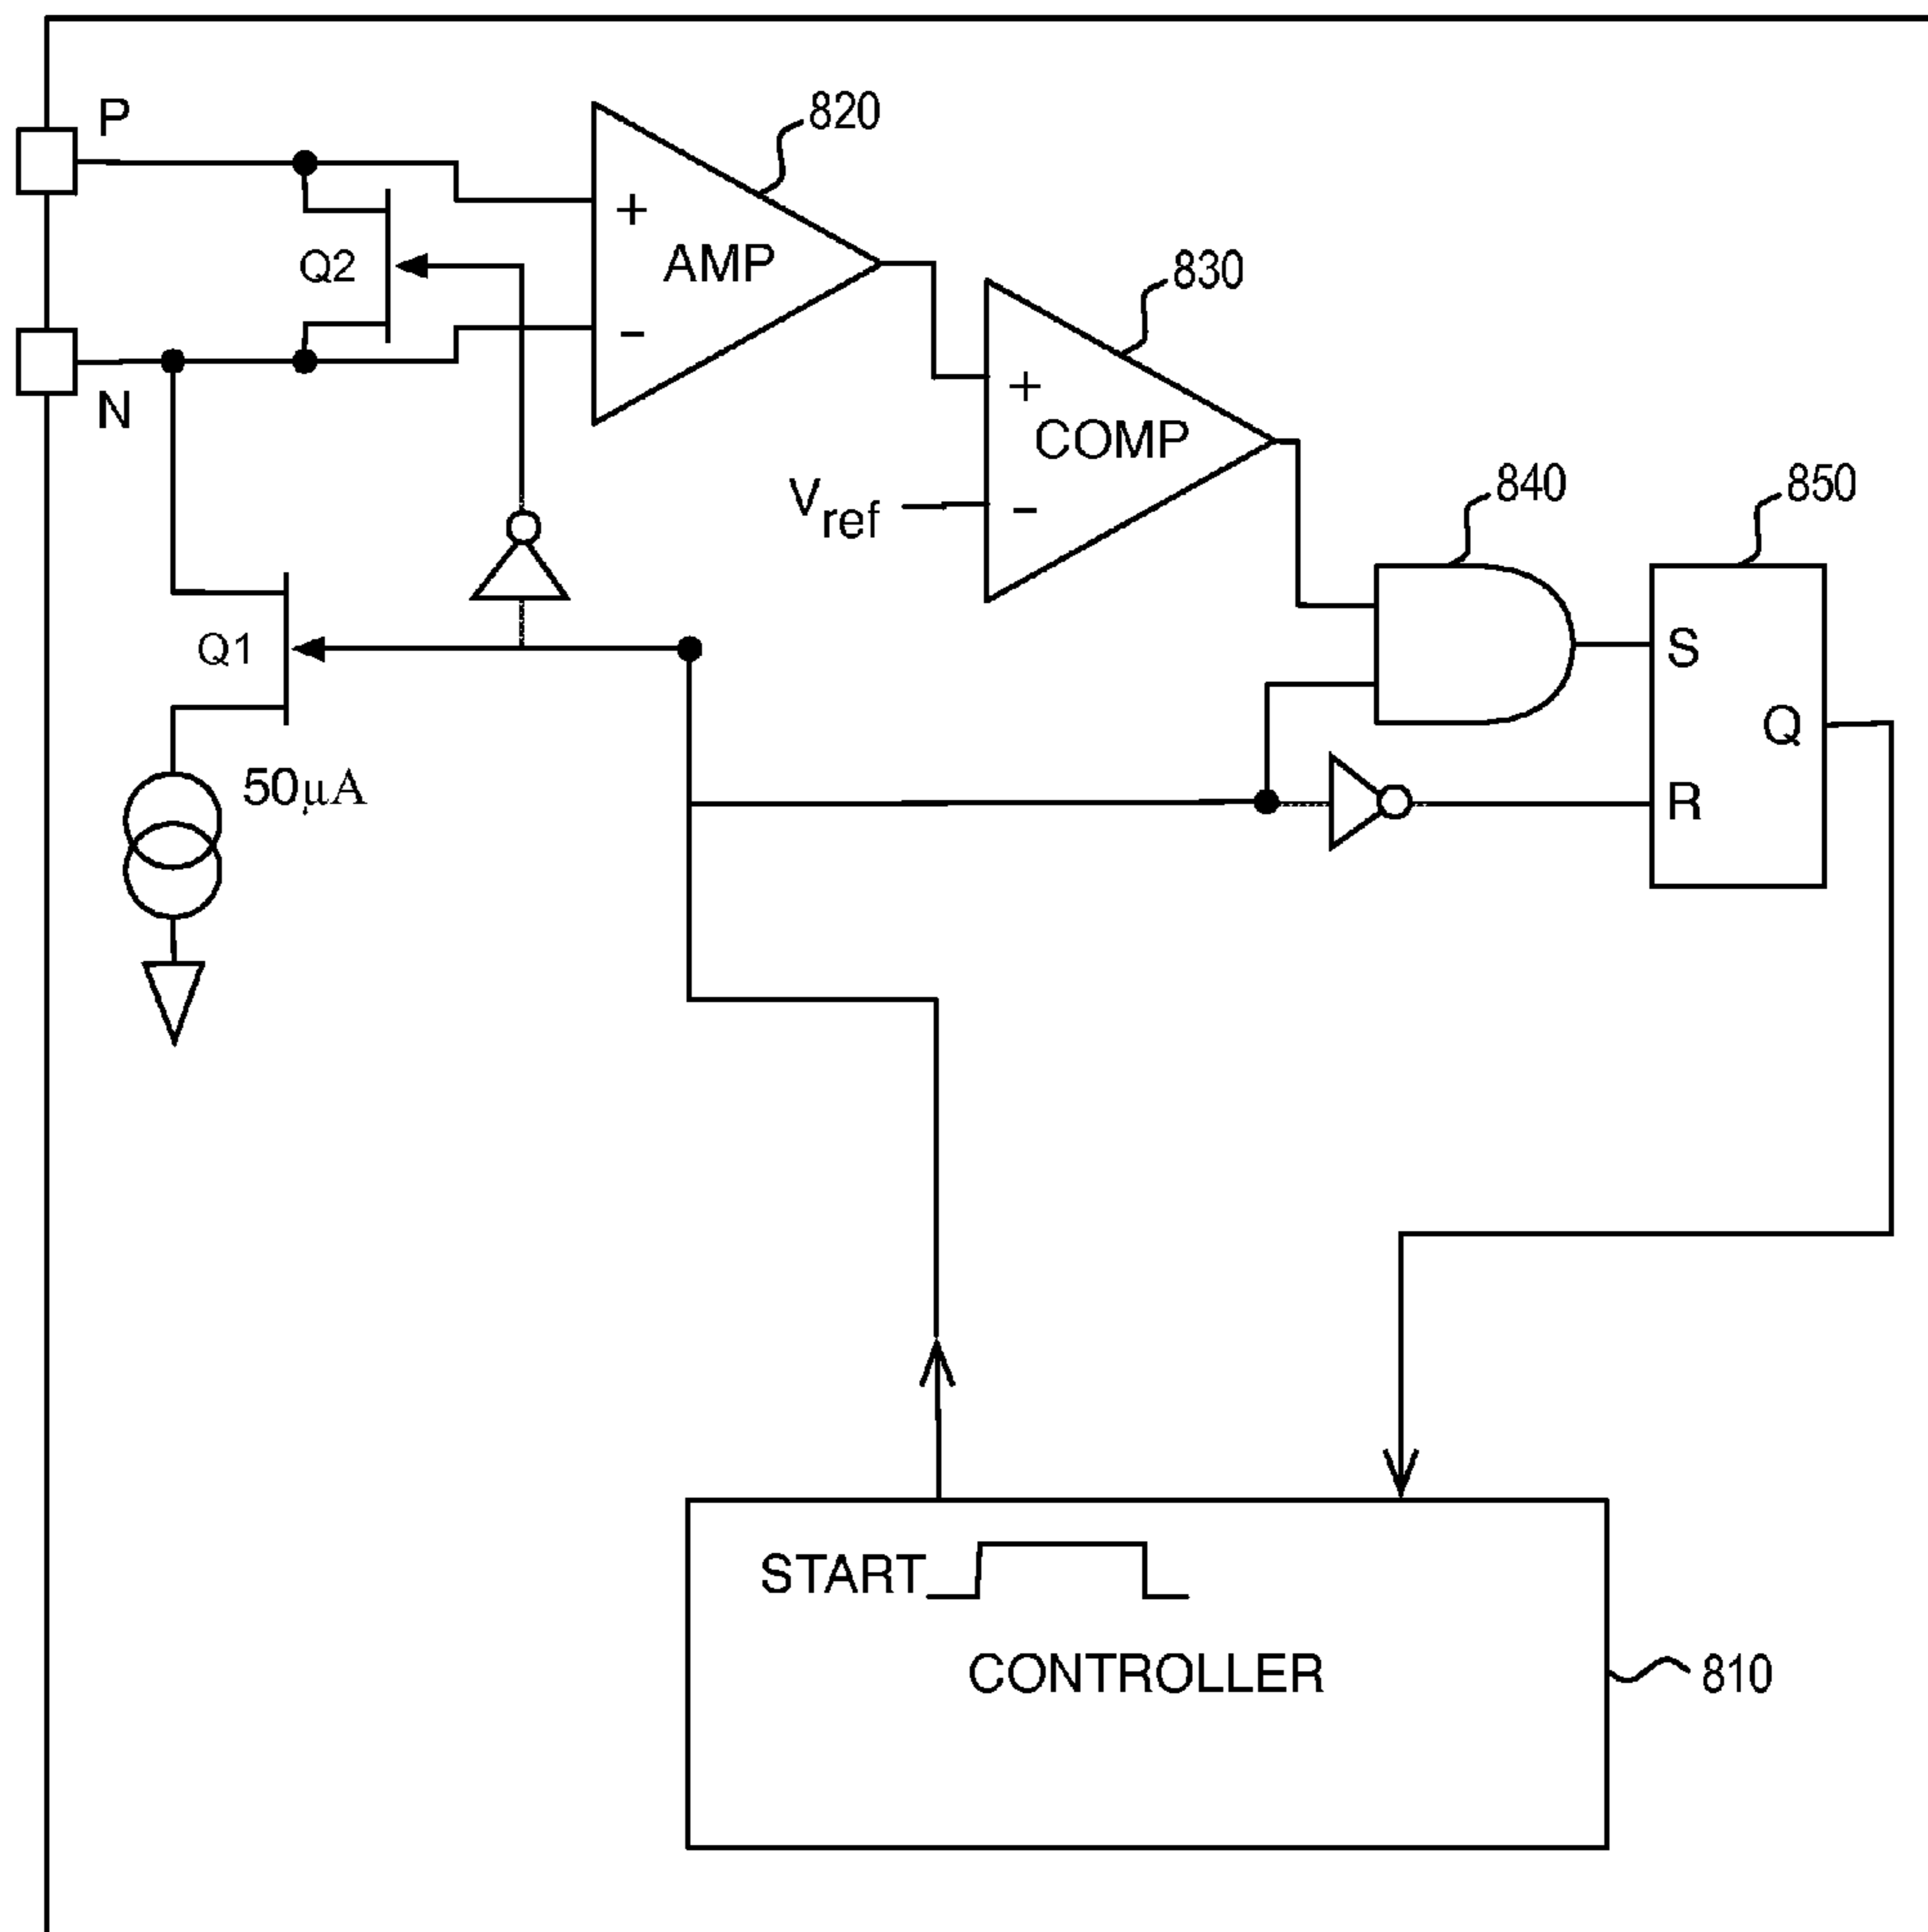 P
820
Q2
+
AMP
-
830
N
+
COMP
Vref
-
840
850
Q1
S
Q
50µA
R
START
CONTROLLER
810